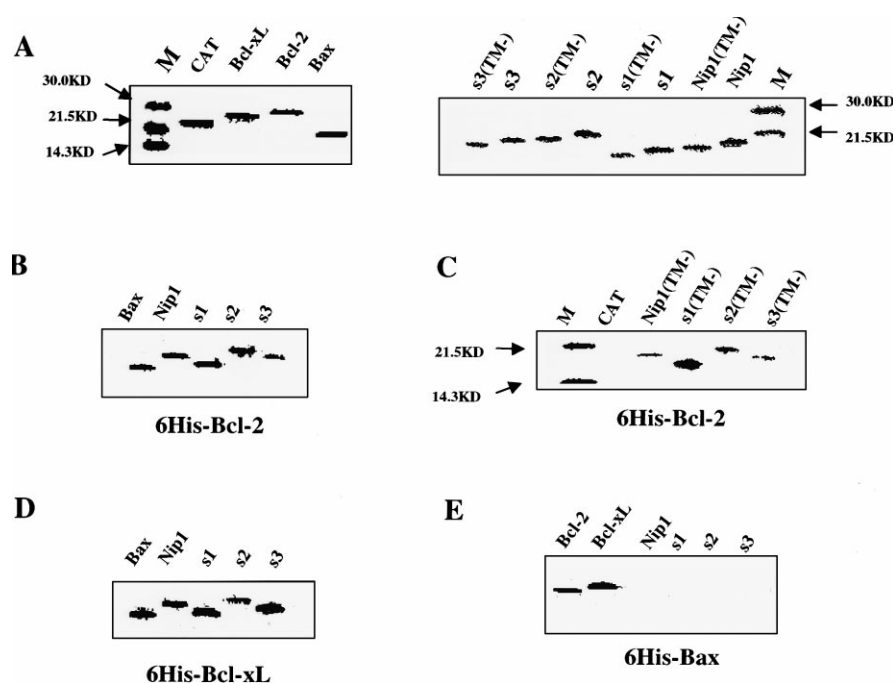 A
M CAT Bcl-xL Bcl-2 Bax
30.0KD
21.5KD
14.3KD
s3(TM-) s3 s2(TM-) s2 s1(TM-) s1 Nip1(TM-) Nip1 M
30.0KD
21.5KD
B
Bax Nip1 s1 s2 s3
6His-Bcl-2
C
M CAT Nip1(TM-) s1(TM-) s2(TM-) s3(TM-)
21.5KD
14.3KD
6His-Bcl-2
D
Bax Nip1 s1 s2 s3
6His-Bcl-xL
E
Bcl-2 Bcl-xL Nip1 s1 s2 s3
6His-Bax